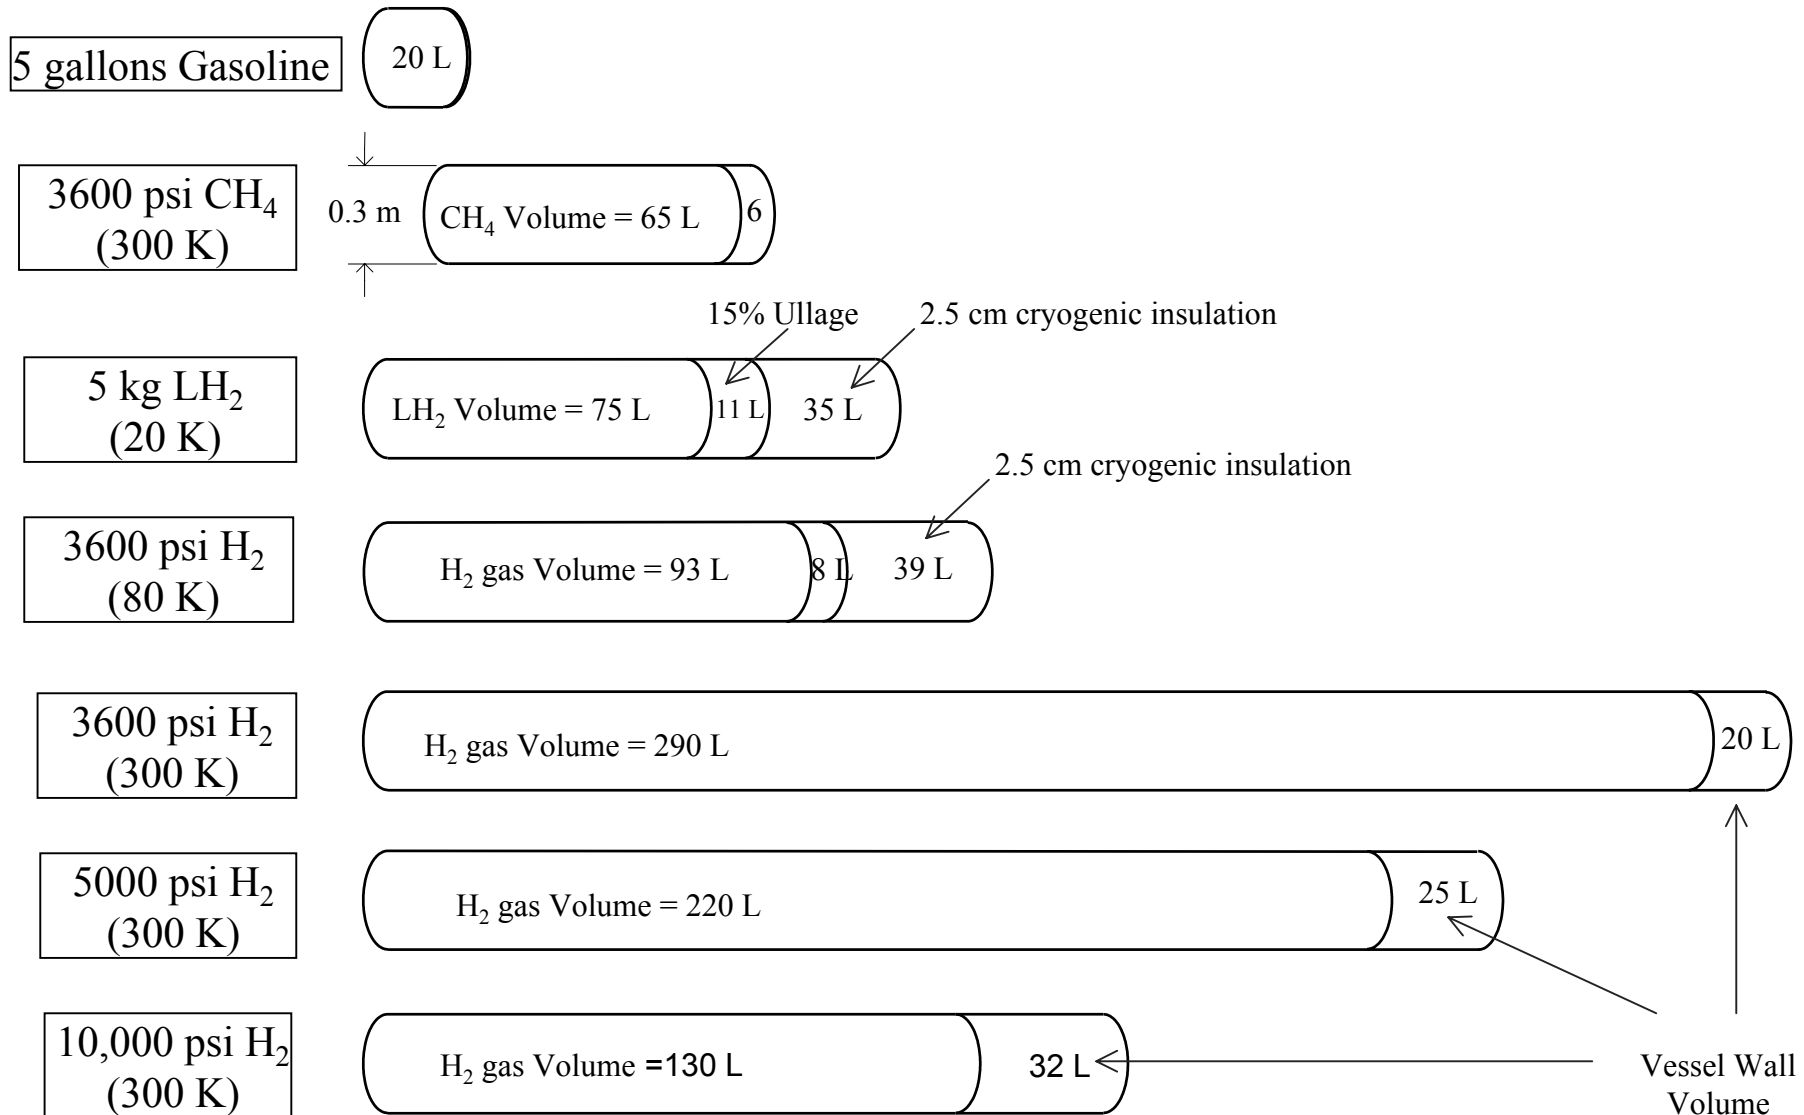 5 gallons Gasoline
20 L
3600 psi CH₄
(300 K)
0.3 m
CH₄ Volume = 65 L
6
15% Ullage
2.5 cm cryogenic insulation
5 kg LH₂
(20 K)
LH₂ Volume = 75 L
11 L
35 L
2.5 cm cryogenic insulation
3600 psi H₂
(80 K)
H₂ gas Volume = 93 L
8 L
39 L
3600 psi H₂
(300 K)
H₂ gas Volume = 290 L
20 L
5000 psi H₂
(300 K)
H₂ gas Volume = 220 L
25 L
10,000 psi H₂
(300 K)
H₂ gas Volume =130 L
32 L
Vessel Wall
Volume